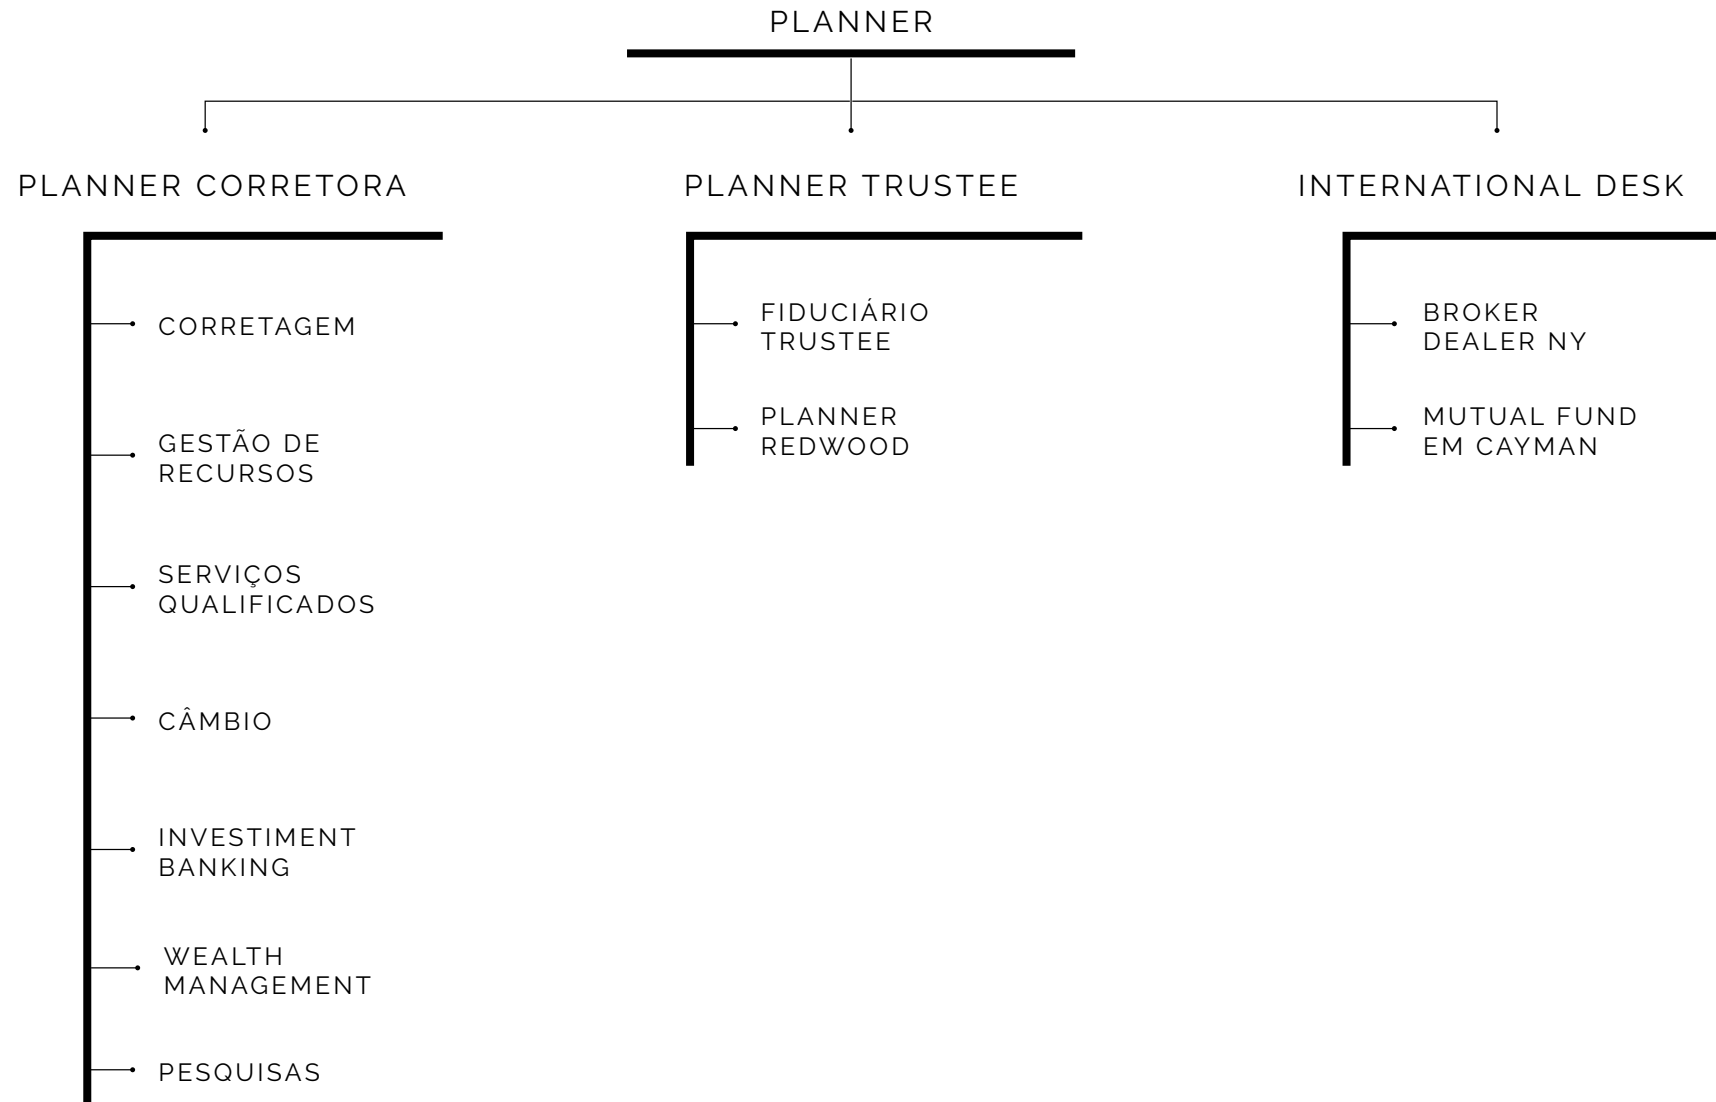 PLANNER
PLANNER CORRETORA
CORRETAGEM
GESTÃO DE
RECURSOS
SERVIÇOS
QUALIFICADOS
CÂMBIO
INVESTIMENT
BANKING
WEALTH
MANAGEMENT
PESQUISAS
PLANNER TRUSTEE
FIDUCIÁRIO
TRUSTEE
PLANNER
REDWOOD
INTERNATIONAL DESK
BROKER
DEALER NY
MUTUAL FUND
EM CAYMAN